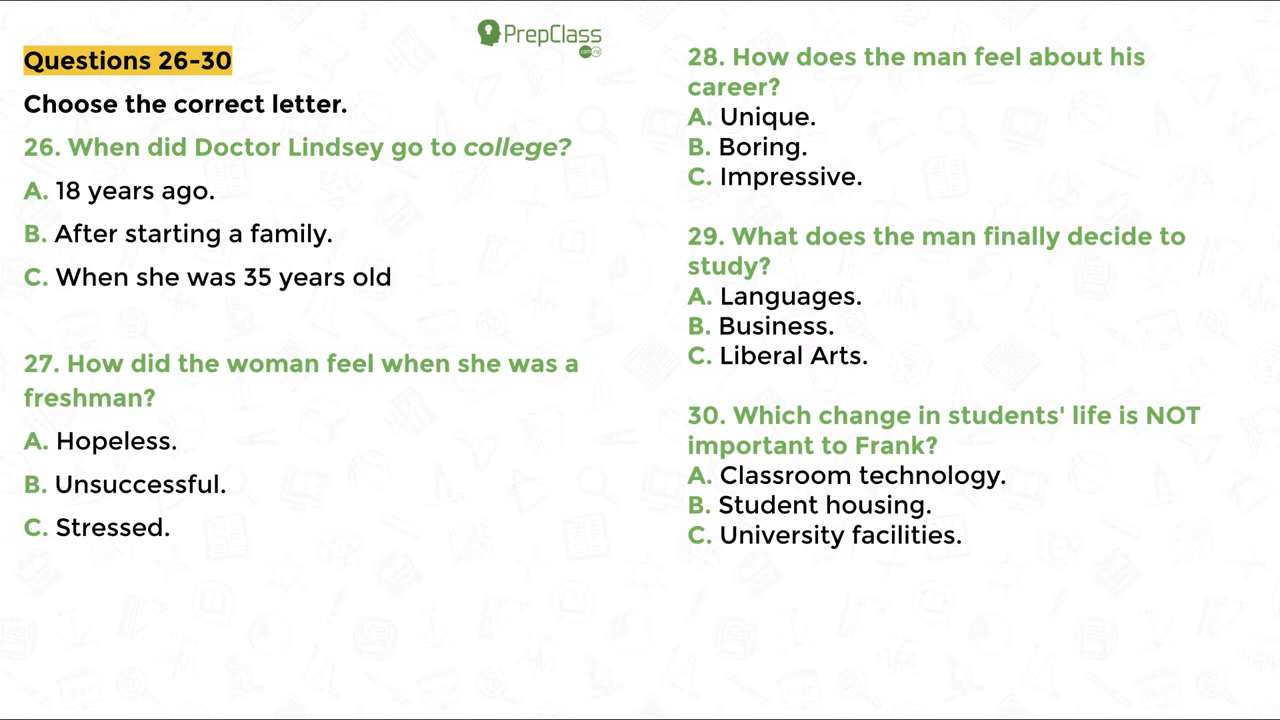 PrepClass
Questions 26-30
Choose the correct letter.
26. When did Doctor Lindsey go to college?
A. 18 years ago.
B. After starting a family.
C. When she was 35 years old
27. How did the woman feel when she was a
freshman?
A. Hopeless.
B. Unsuccessful.
C. Stressed.
28. How does the man feel about his
career?
A. Unique.
B. Boring.
C. Impressive.
29. What does the man finally decide to
study?
A. Languages.
B. Business.
C. Liberal Arts.
30. Which change in students' life is NOT
important to Frank?
A. Classroom technology.
B. Student housing.
C. University facilities.